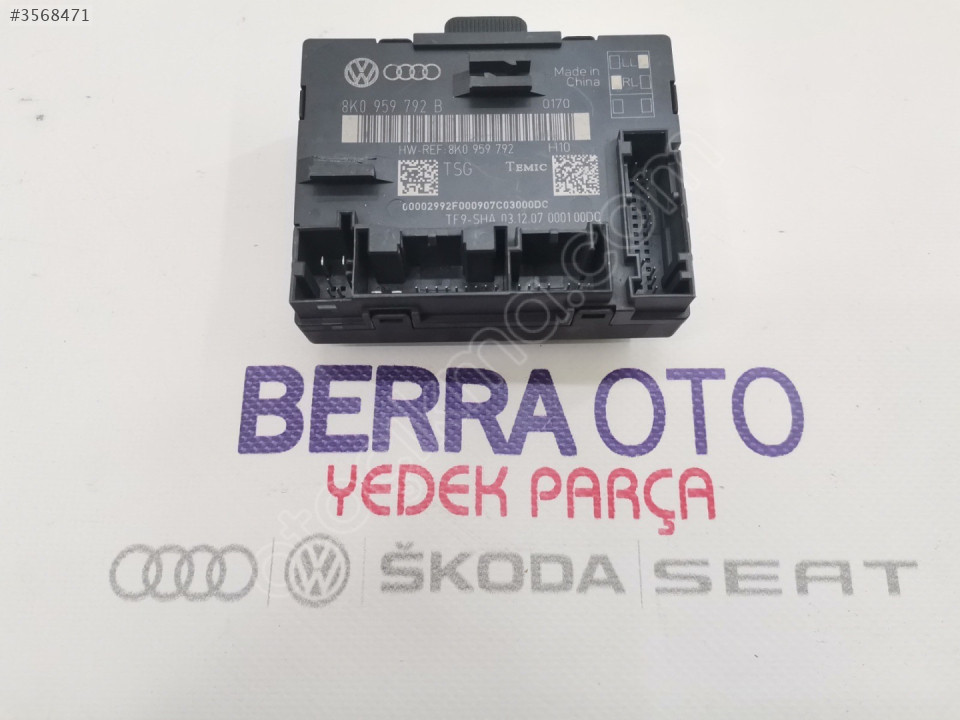 #3568471
Made in
China
LL
RL
8K0 959 792 B
0170
HW-REF. 8K0 959 792
H10
TSG
TEMIC
00002992F000907C03000DC
TF9-SHA 03.12.07 000100DC
BERRA OTO
YEDEK PARÇA
ŠKODA
SEAT